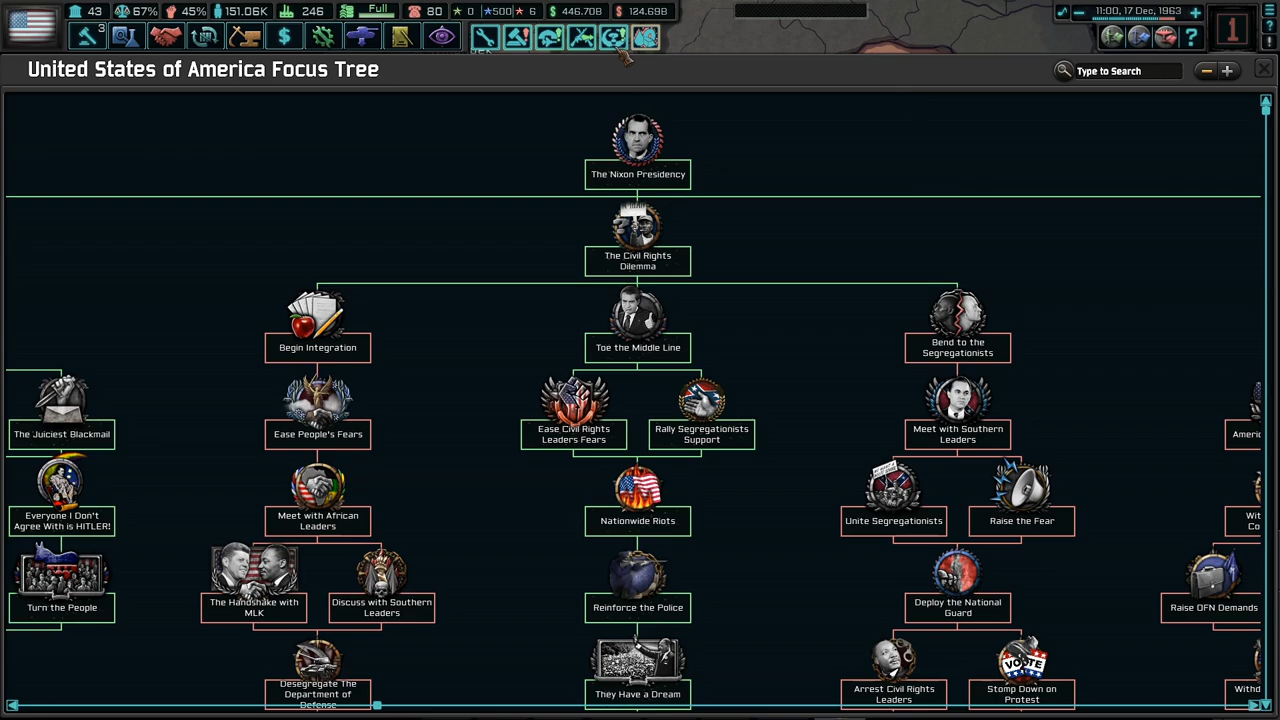 43
3
67%
45%
151.06K
246
Full
80
0
500
6
$ 446.708
$ 124.698
11:00, 17 Dec, 1963
1
?
United States of America Focus Tree
Type to Search
The Nixon Presidency
The Civil Rights
Dilemma
Begin Integration
Toe the Middle Line
Bend to the
Segregationists
The Juiciest Blackmail
Ease People's Fears
Ease Civil Rights
Leaders Fears
Rally Segregationists
Support
Meet with Southern
Leaders
Everyone I Don't
Agree With is HITLER!
Meet with African
Leaders
Nationwide Riots
Unite Segregationists
Raise the Fear
Turn the People
The Handshake with
MLK
Discuss with Southern
Leaders
Reinforce the Police
Deploy the National
Guard
Raise OFN Demands
Desegregate The
Department of
Defense
They Have a Dream
VOTE
Arrest Civil Rights
Leaders
Stomp Down on
Protest